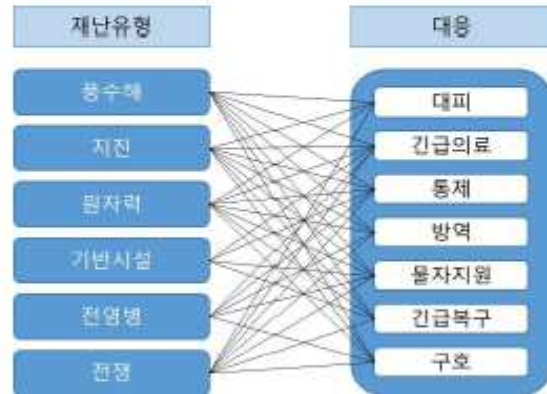 재난유형
대응
풍수해
지진
원자력
기반시설
전염병
전쟁
대피
긴급의료
통제
방역
물자지원
긴급복구
구호